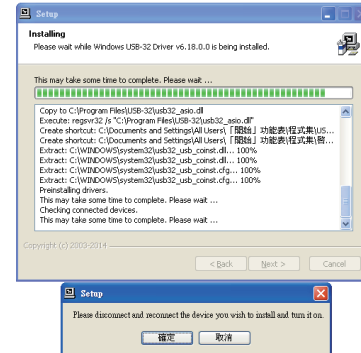 Setup
Installing
Please wait while Windows USB-32 Driver v6.18.0.0 is being installed.
This may take some time to complete. Please wait ...
Copy to C:\Program Files\USB-32\usb32_asio.dll
Execute: regsvr32 /s "C:\Program Files\USB-32\usb32_asio.dll"
Create shortcut: C:\Documents and Settings\All Users\「開始」功能表\程式集\US...
Create shortcut: C:\Documents and Settings\All Users\「開始」功能表\程式集\智...
Extract: C:\WINDOWS\system32\usb32_usb_coinst.dll... 100%
Extract: C:\WINDOWS\system32\usb32_usb_coinst.dll... 100%
Extract: C:\WINDOWS\system32\usb32_usb_coinst.cfg... 100%
Extract: C:\WINDOWS\system32\usb32_usb_coinst.cfg... 100%
Preinstalling drivers.
This may take some time to complete. Please wait ...
Checking connected devices.
This may take some time to complete. Please wait ...
Copyright (c) 2003-2014
< Back Next > Cancel
Setup
Please disconnect and reconnect the device you wish to install and turn it on.
確定 取消